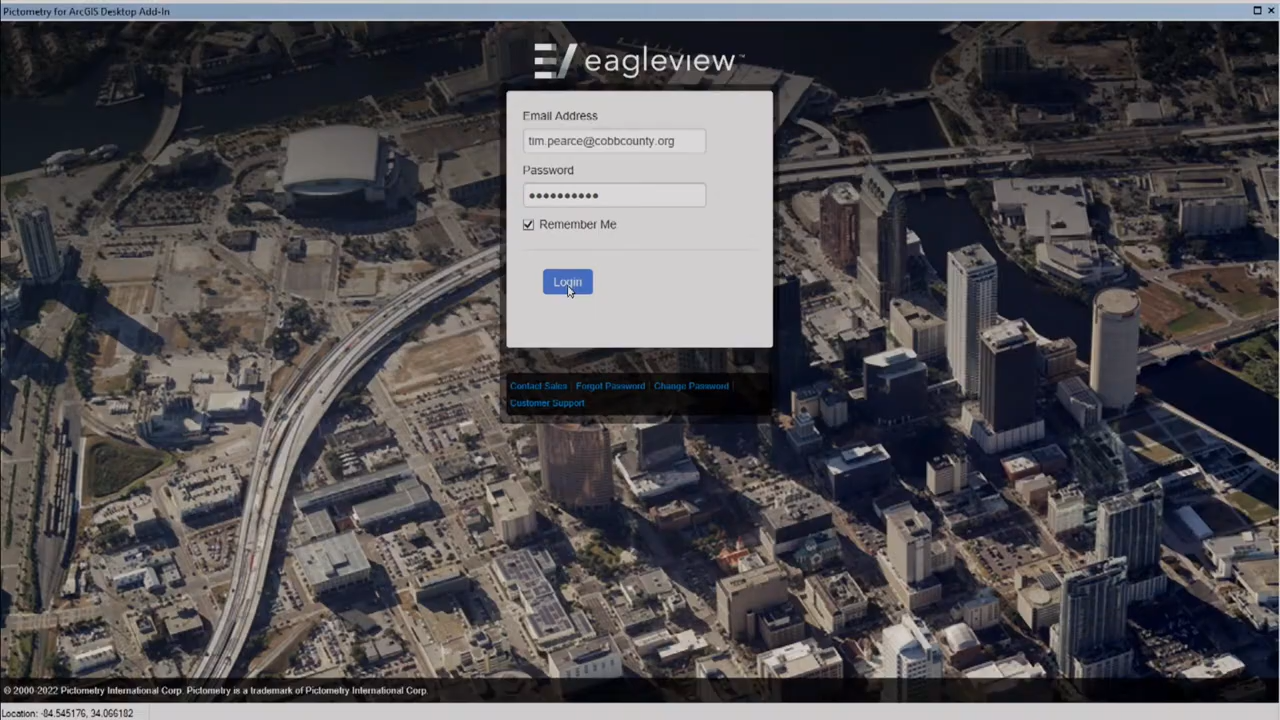 Pictometry for ArcGIS Desktop Add-In
eagleview™
Email Address
tim.pearce@cobbcounty.org
Password
Remember Me
Login
Contact Sales | Forgot Password | Change Password
Customer Support
© 2000-2022 Pictometry International Corp. Pictometry is a trademark of Pictometry International Corp.
Location: -84.545176, 34.066182